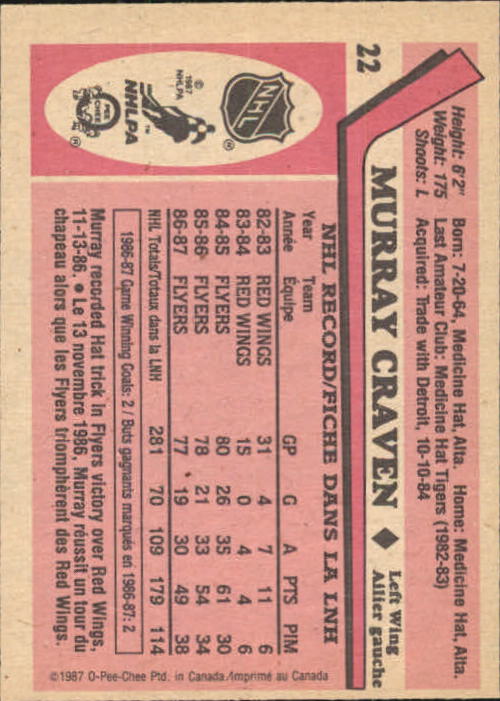 22
MURRAY CRAVEN ◆ Left Wing
Ailier gauche
Height: 6'2" Born: 7-20-64, Medicine Hat, Alta. Home: Medicine Hat, Alta.
Weight: 175 Last Amateur Club: Medicine Hat Tigers (1982-83)
Shoots: L Acquired: Trade with Detroit, 10-10-84
NHL RECORD/FICHE DANS LA LNH
Year Team GP G A PTS PIM
Année Équipe
82-83 RED WINGS 31 4 7 11 6
83-84 RED WINGS 15 0 4 4 6
84-85 FLYERS 80 26 35 61 30
85-86 FLYERS 78 21 33 54 34
86-87 FLYERS 77 19 30 49 38
NHL Totals/Totaux dans la LNH 281 70 109 179 114
1986-87 Game Winning Goals: 2 / Buts gagnants marqués en 1986-87: 2
Murray recorded Hat trick in Flyers victory over Red Wings,
11-13-86. ● Le 13 novembre 1986, Murray réussit un tour du
chapeau alors que les Flyers triomphèrent des Red Wings.
NHL
®
© 1987
NHLPA
NHLPA
™
O
PEE
CHEE
®
©1987 O-Pee-Chee Ptd. in Canada/Imprimé au Canada